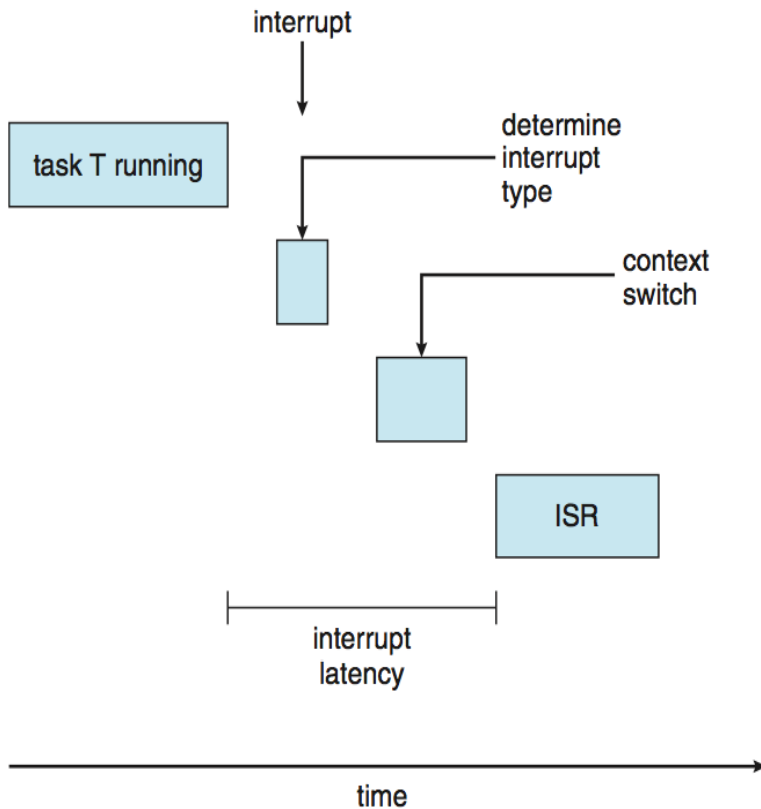 interrupt
task T running
determine
interrupt
type
context
switch
ISR
interrupt
latency
time